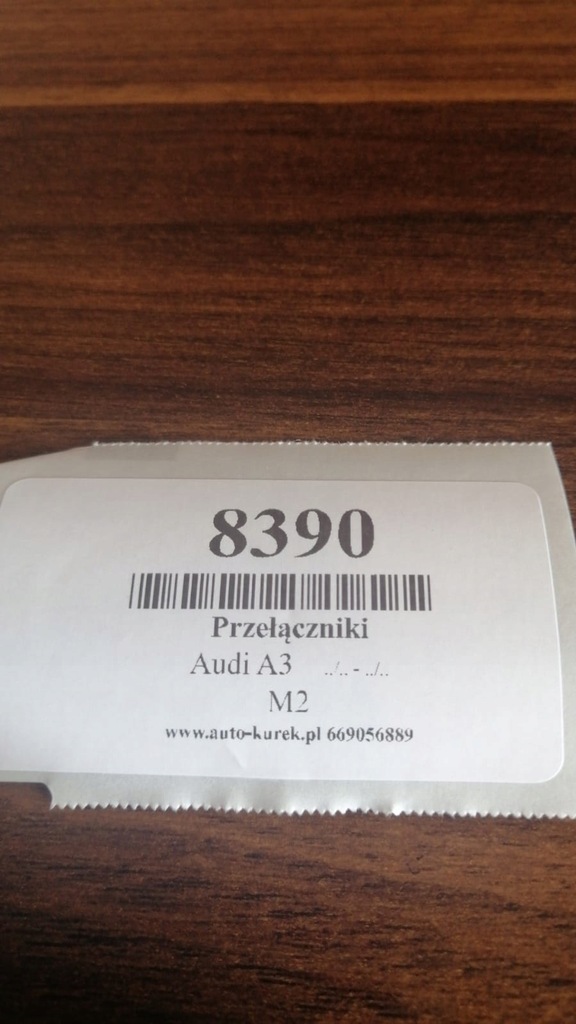 8390
Przełączniki
Audi A3 ../.. - ../..
M2
www.auto-kurek.pl 669056889